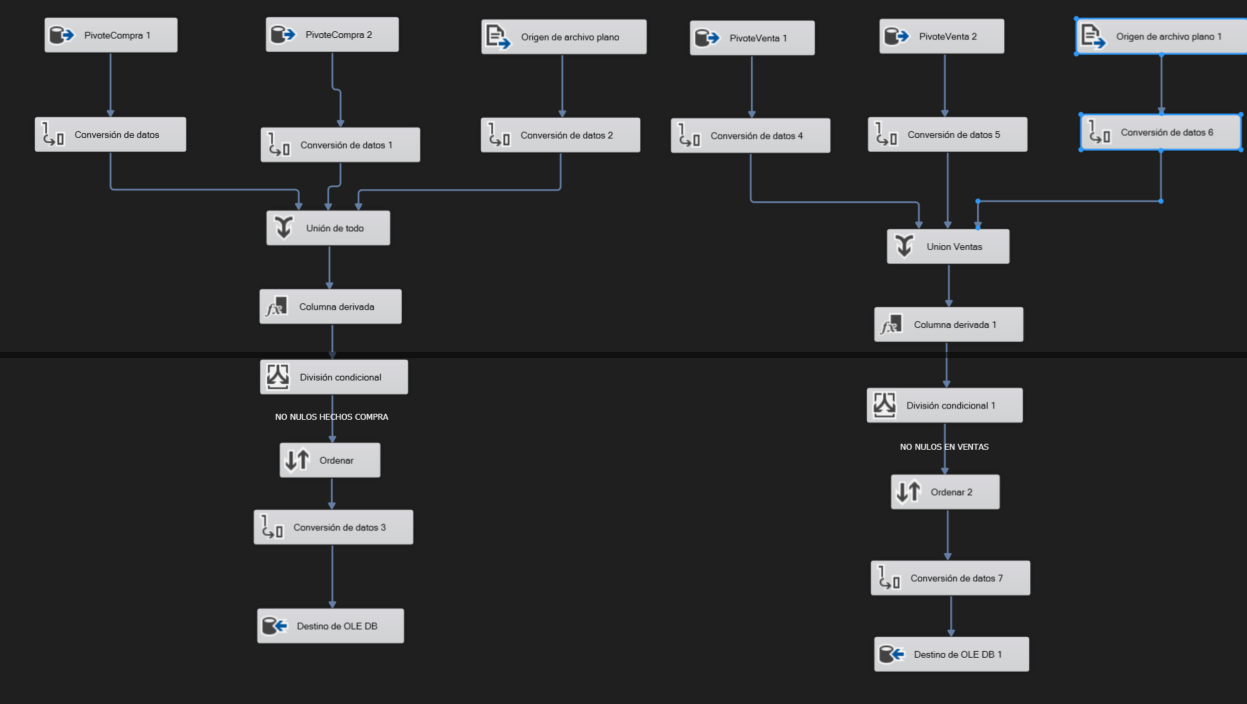 PivoteCompra 1
PivoteCompra 2
Origen de archivo plano
PivoteVenta 1
PivoteVenta 2
Origen de archivo plano 1
Conversión de datos
Conversión de datos 1
Conversión de datos 2
Conversión de datos 4
Conversión de datos 5
Conversión de datos 6
Unión de todo
Union Ventas
Columna derivada
Columna derivada 1
División condicional
División condicional 1
NO NULOS HECHOS COMPRA
NO NULOS EN VENTAS
Ordenar
Ordenar 2
Conversión de datos 3
Conversión de datos 7
Destino de OLE DB
Destino de OLE DB 1